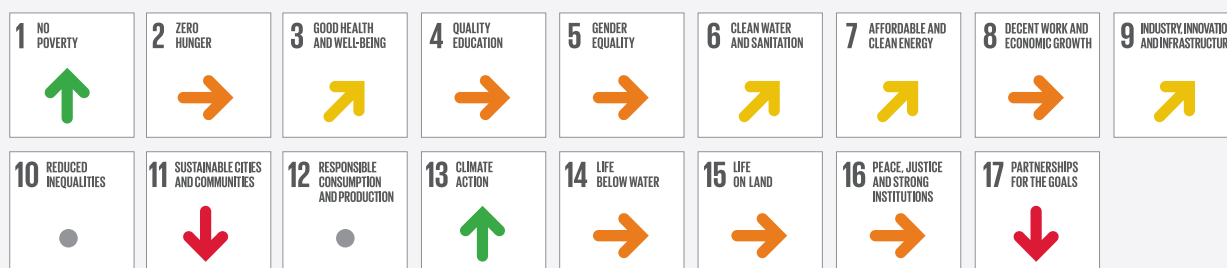 1 NO
POVERTY
2 ZERO
HUNGER
3 GOOD HEALTH
AND WELL-BEING
4 QUALITY
EDUCATION
5 GENDER
EQUALITY
6 CLEAN WATER
AND SANITATION
7 AFFORDABLE AND
CLEAN ENERGY
8 DECENT WORK AND
ECONOMIC GROWTH
9 INDUSTRY, INNOVATIO
AND INFRASTRUCTUR
10 REDUCED
INEQUALITIES
11 SUSTAINABLE CITIES
AND COMMUNITIES
12 RESPONSIBLE
CONSUMPTION
AND PRODUCTION
13 CLIMATE
ACTION
14 LIFE
BELOW WATER
15 LIFE
ON LAND
16 PEACE, JUSTICE
AND STRONG
INSTITUTIONS
17 PARTNERSHIPS
FOR THE GOALS